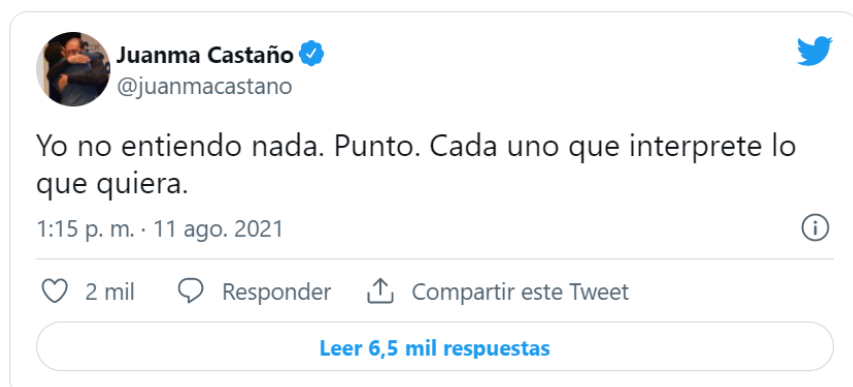 Juanma Castaño
@juanmacastano
Yo no entiendo nada. Punto. Cada uno que interprete lo
que quiera.
1:15 p. m. · 11 ago. 2021
2 mil Responder Compartir este Tweet
Leer 6,5 mil respuestas